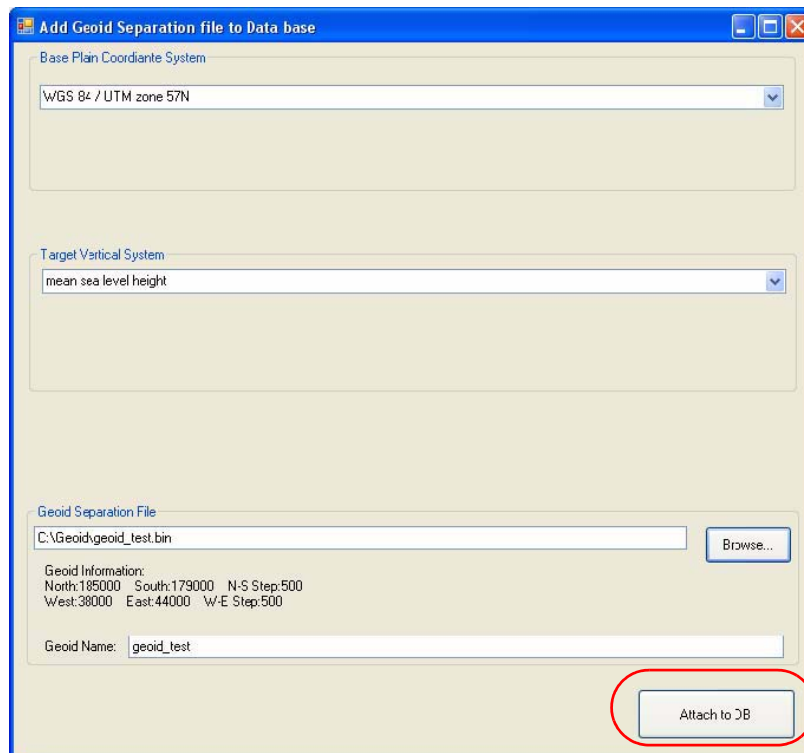 Add Geoid Separation file to Data base
Base Plain Coordiante System
WGS 84 / UTM zone 57N
Target Vertical System
mean sea level height
Geoid Separation File
C:\Geoid\geoid_test.bin
Browse...
Geoid Information:
North:185000 South:179000 N-S Step:500
West:38000 East:44000 W-E Step:500
Geoid Name: geoid_test
Attach to DB